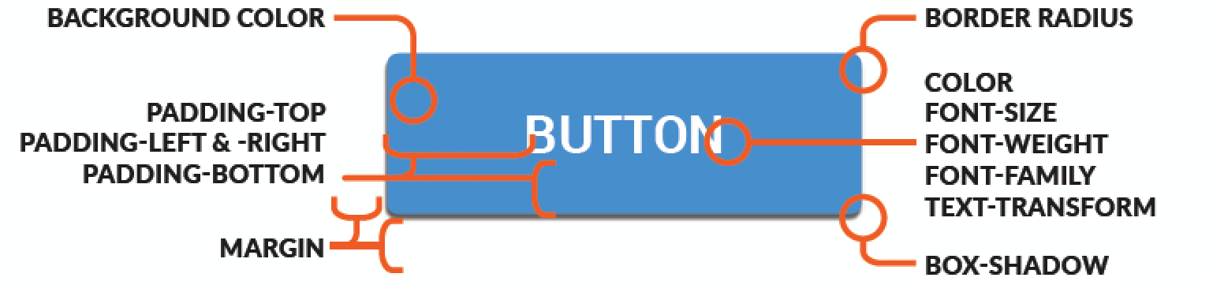 BACKGROUND COLOR
PADDING-TOP
PADDING-LEFT & -RIGHT
PADDING-BOTTOM
MARGIN
BUTTON
BORDER RADIUS
COLOR
FONT-SIZE
FONT-WEIGHT
FONT-FAMILY
TEXT-TRANSFORM
BOX-SHADOW